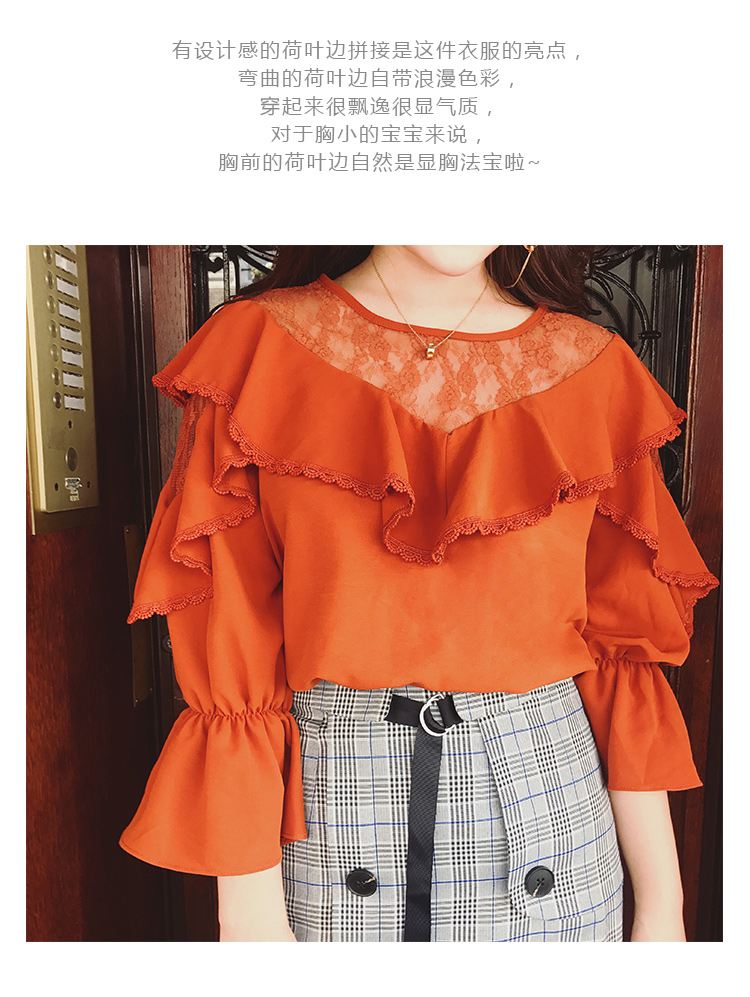 有设计感的荷叶边拼接是这件衣服的亮点，
弯曲的荷叶边自带浪漫色彩，
穿起来很飘逸很显气质，
对于胸小的宝宝来说，
胸前的荷叶边自然是显胸法宝啦~